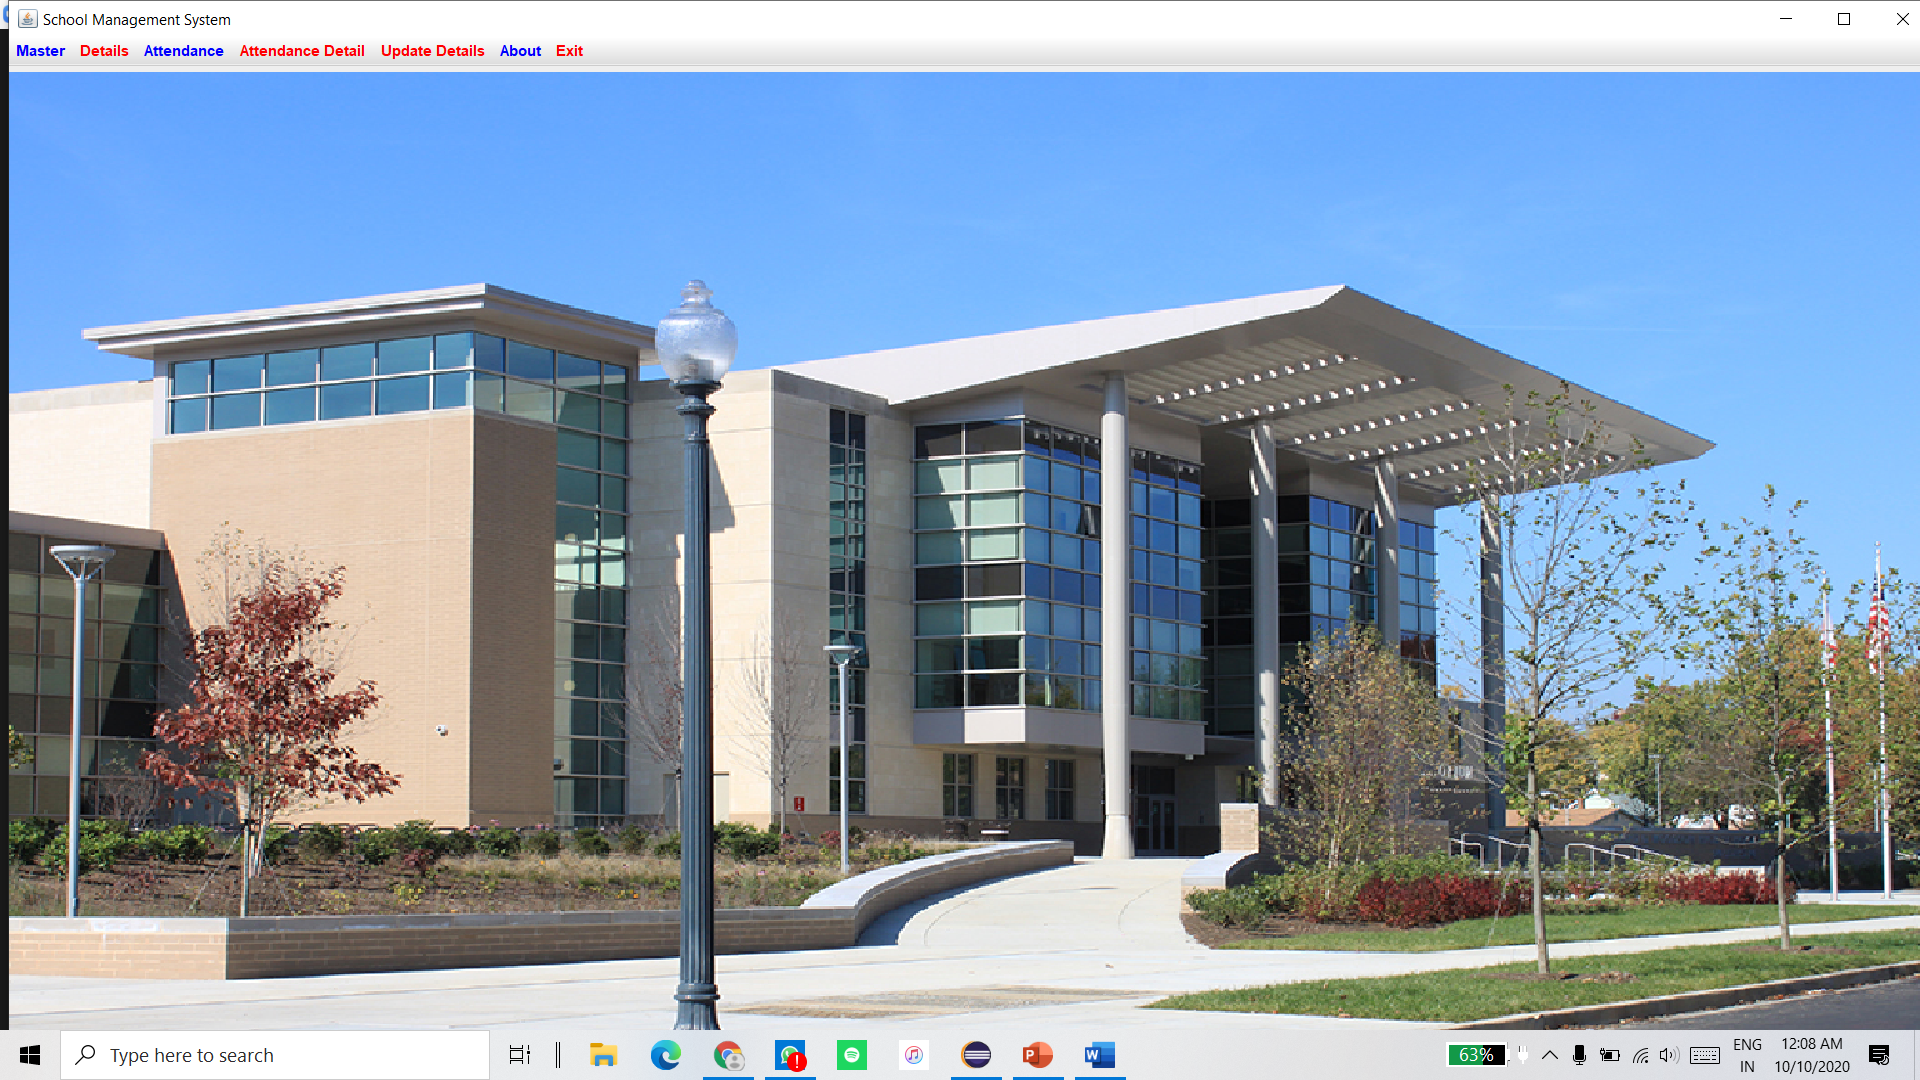 School Management System
Master Details Attendance Attendance Detail Update Details About Exit
Type here to search
63%
ENG
IN
12:08 AM
10/10/2020